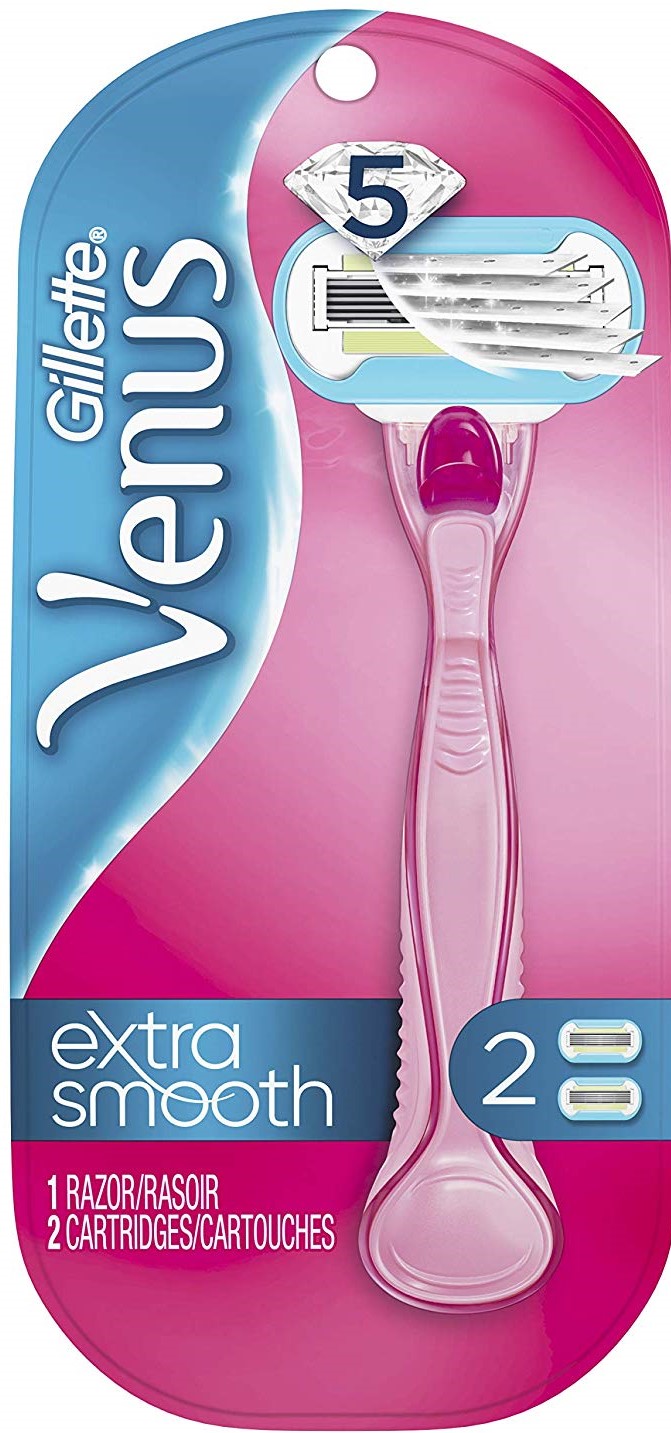 Gillette®
Venus
5
extra
smooth
2
1 RAZOR/RASOIR
2 CARTRIDGES/CARTOUCHES